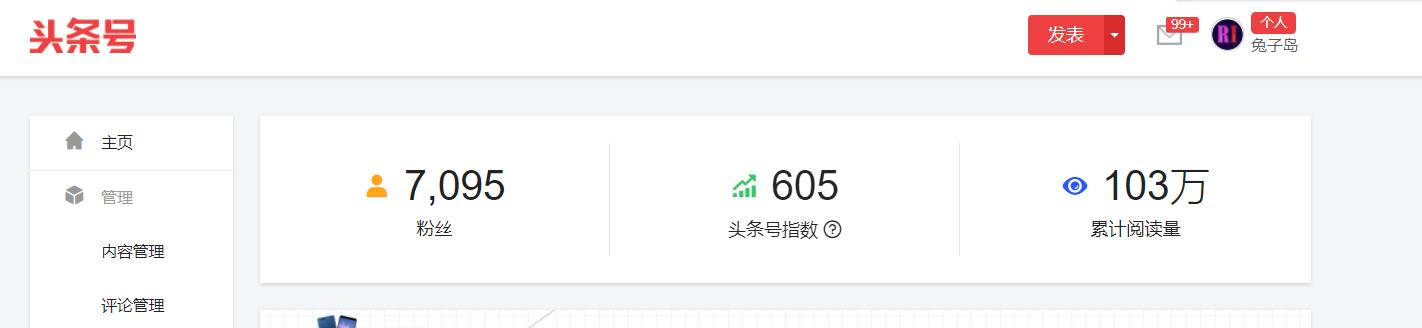 头条号
发表
99+
个人
兔子岛
主页
管理
内容管理
评论管理
7,095
粉丝
605
头条号指数
103万
累计阅读量
RI